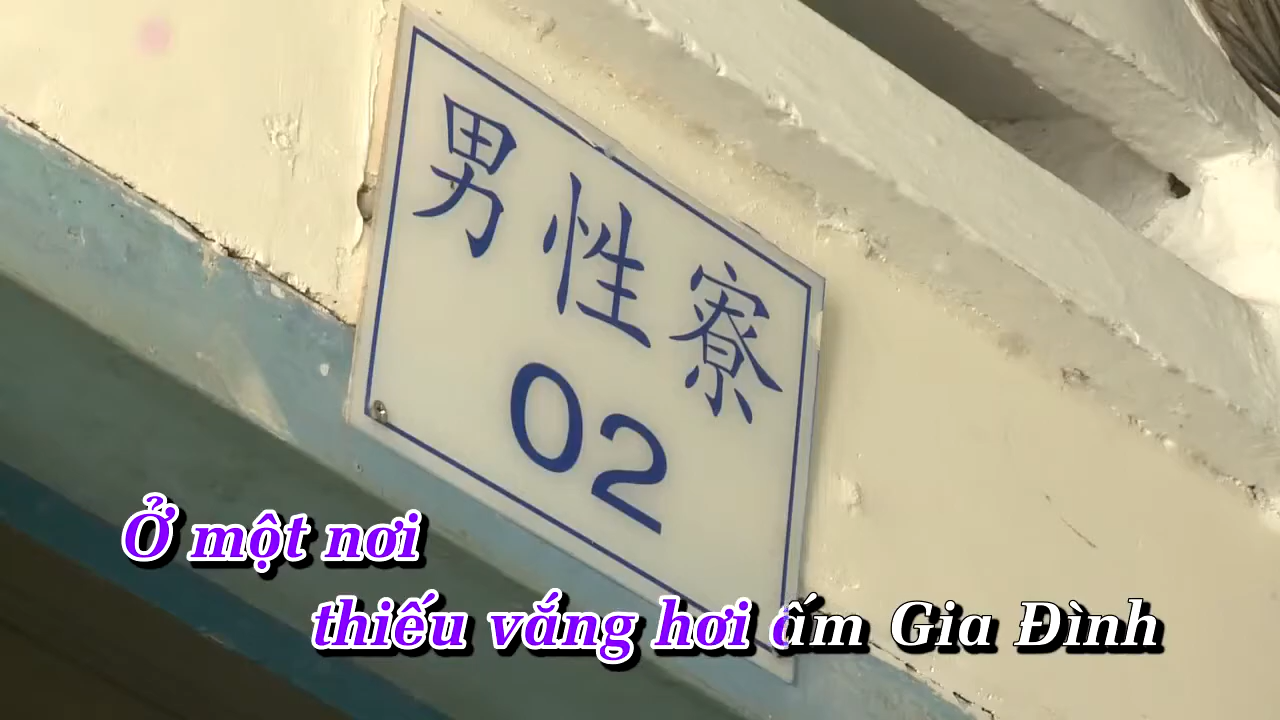 男性寮
02
Ở một nơi
thiếu vắng hơi ấm Gia Đình